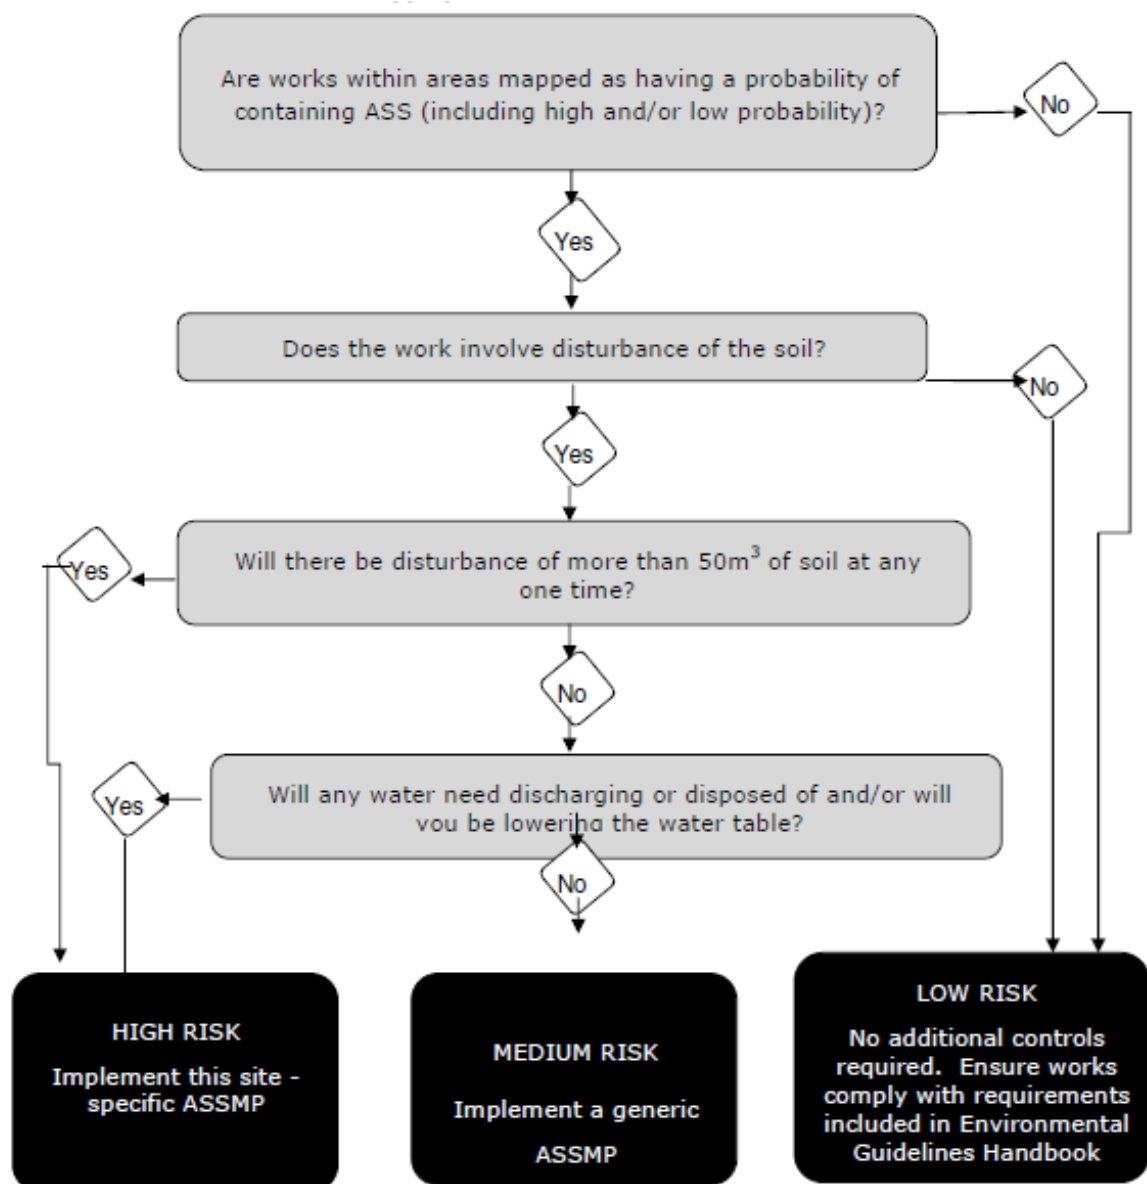 Are works within areas mapped as having a probability of
containing ASS (including high and/or low probability)?
No
Yes
Does the work involve disturbance of the soil?
No
Yes
Will there be disturbance of more than 50m³ of soil at any
one time?
Yes
No
Will any water need discharging or disposed of and/or will
you be lowering the water table?
Yes
No
HIGH RISK
Implement this site -
specific ASSMP
MEDIUM RISK
Implement a generic
ASSMP
LOW RISK
No additional controls
required. Ensure works
comply with requirements
included in Environmental
Guidelines Handbook